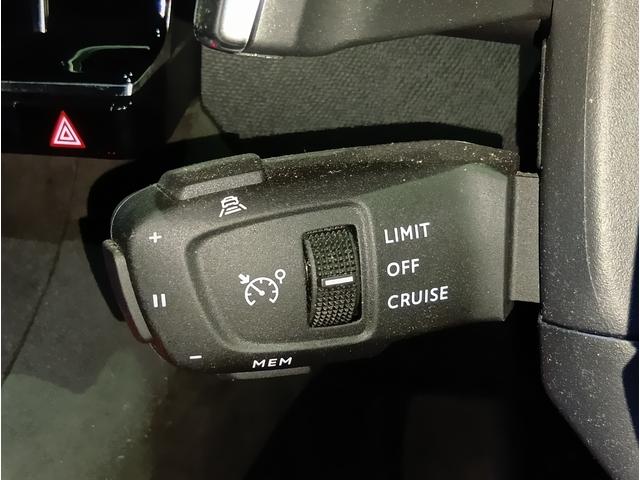 LIMIT
OFF
CRUISE
+
-
MEM